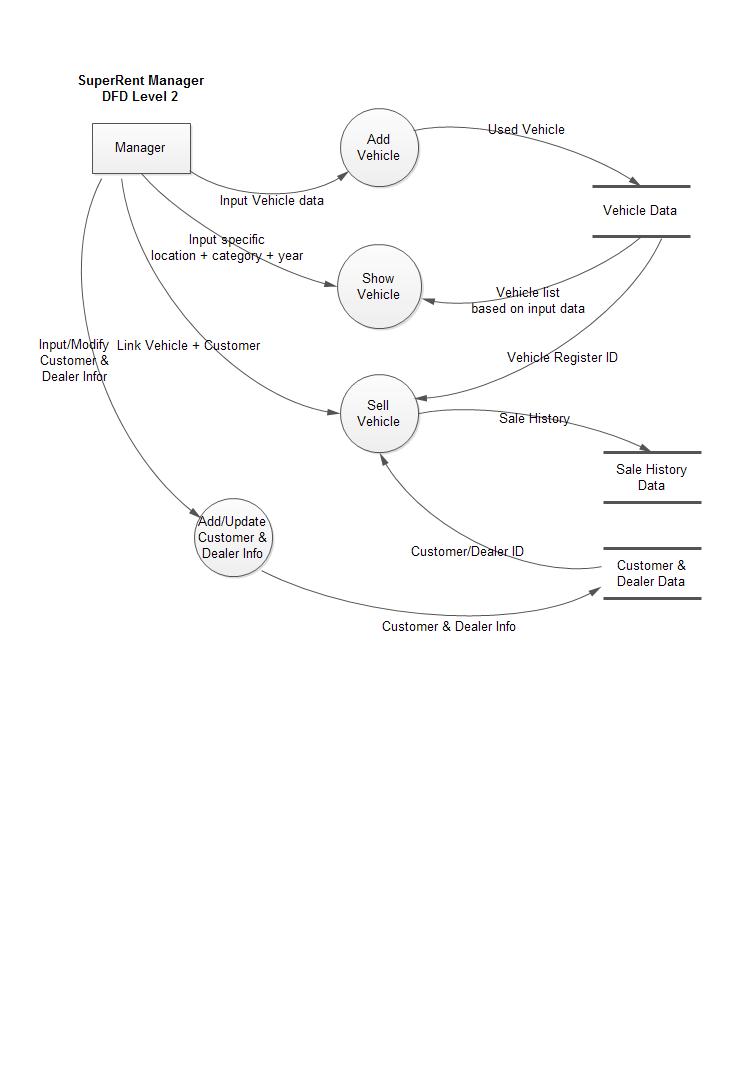 SuperRent Manager
DFD Level 2
Manager
Add
Vehicle
Used Vehicle
Input Vehicle data
Vehicle Data
Input specific
location + category + year
Show
Vehicle
Vehicle list
based on input data
Input/Modify
Customer &
Dealer Infor
Link Vehicle + Customer
Vehicle Register ID
Sell
Vehicle
Sale History
Sale History
Data
Add/Update
Customer &
Dealer Info
Customer/Dealer ID
Customer &
Dealer Data
Customer & Dealer Info